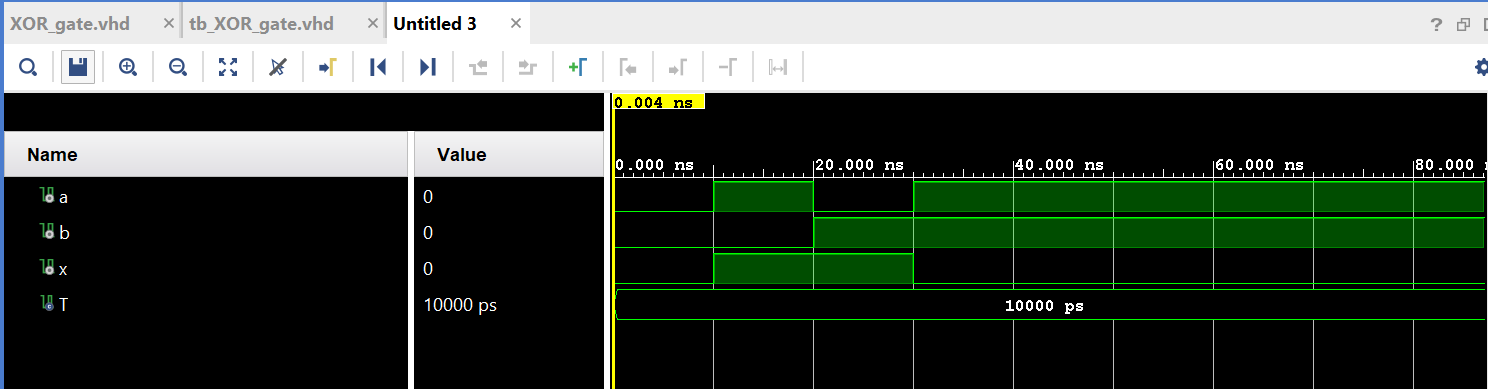 XOR_gate.vhd × tb_XOR_gate.vhd × Untitled 3 × ?
0.004 ns
Name Value
0.000 ns 20.000 ns 40.000 ns 60.000 ns 80.000
a 0
b 0
x 0
T 10000 ps 10000 ps